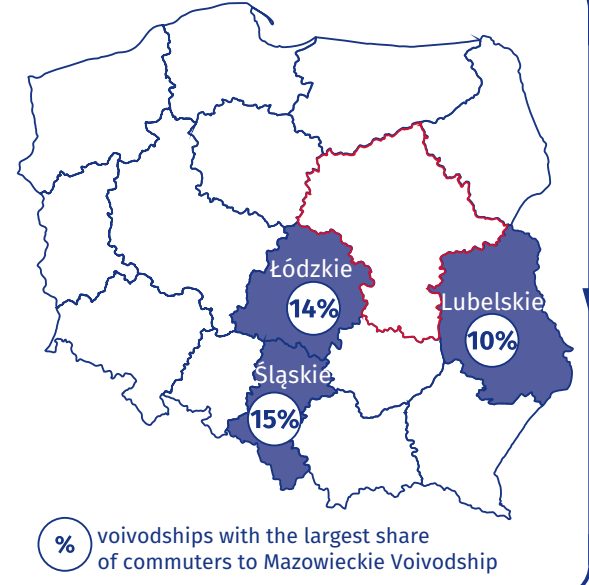 Łódzkie
14%
Lubelskie
10%
Śląskie
15%
% voivodships with the largest share
of commuters to Mazowieckie Voivodship